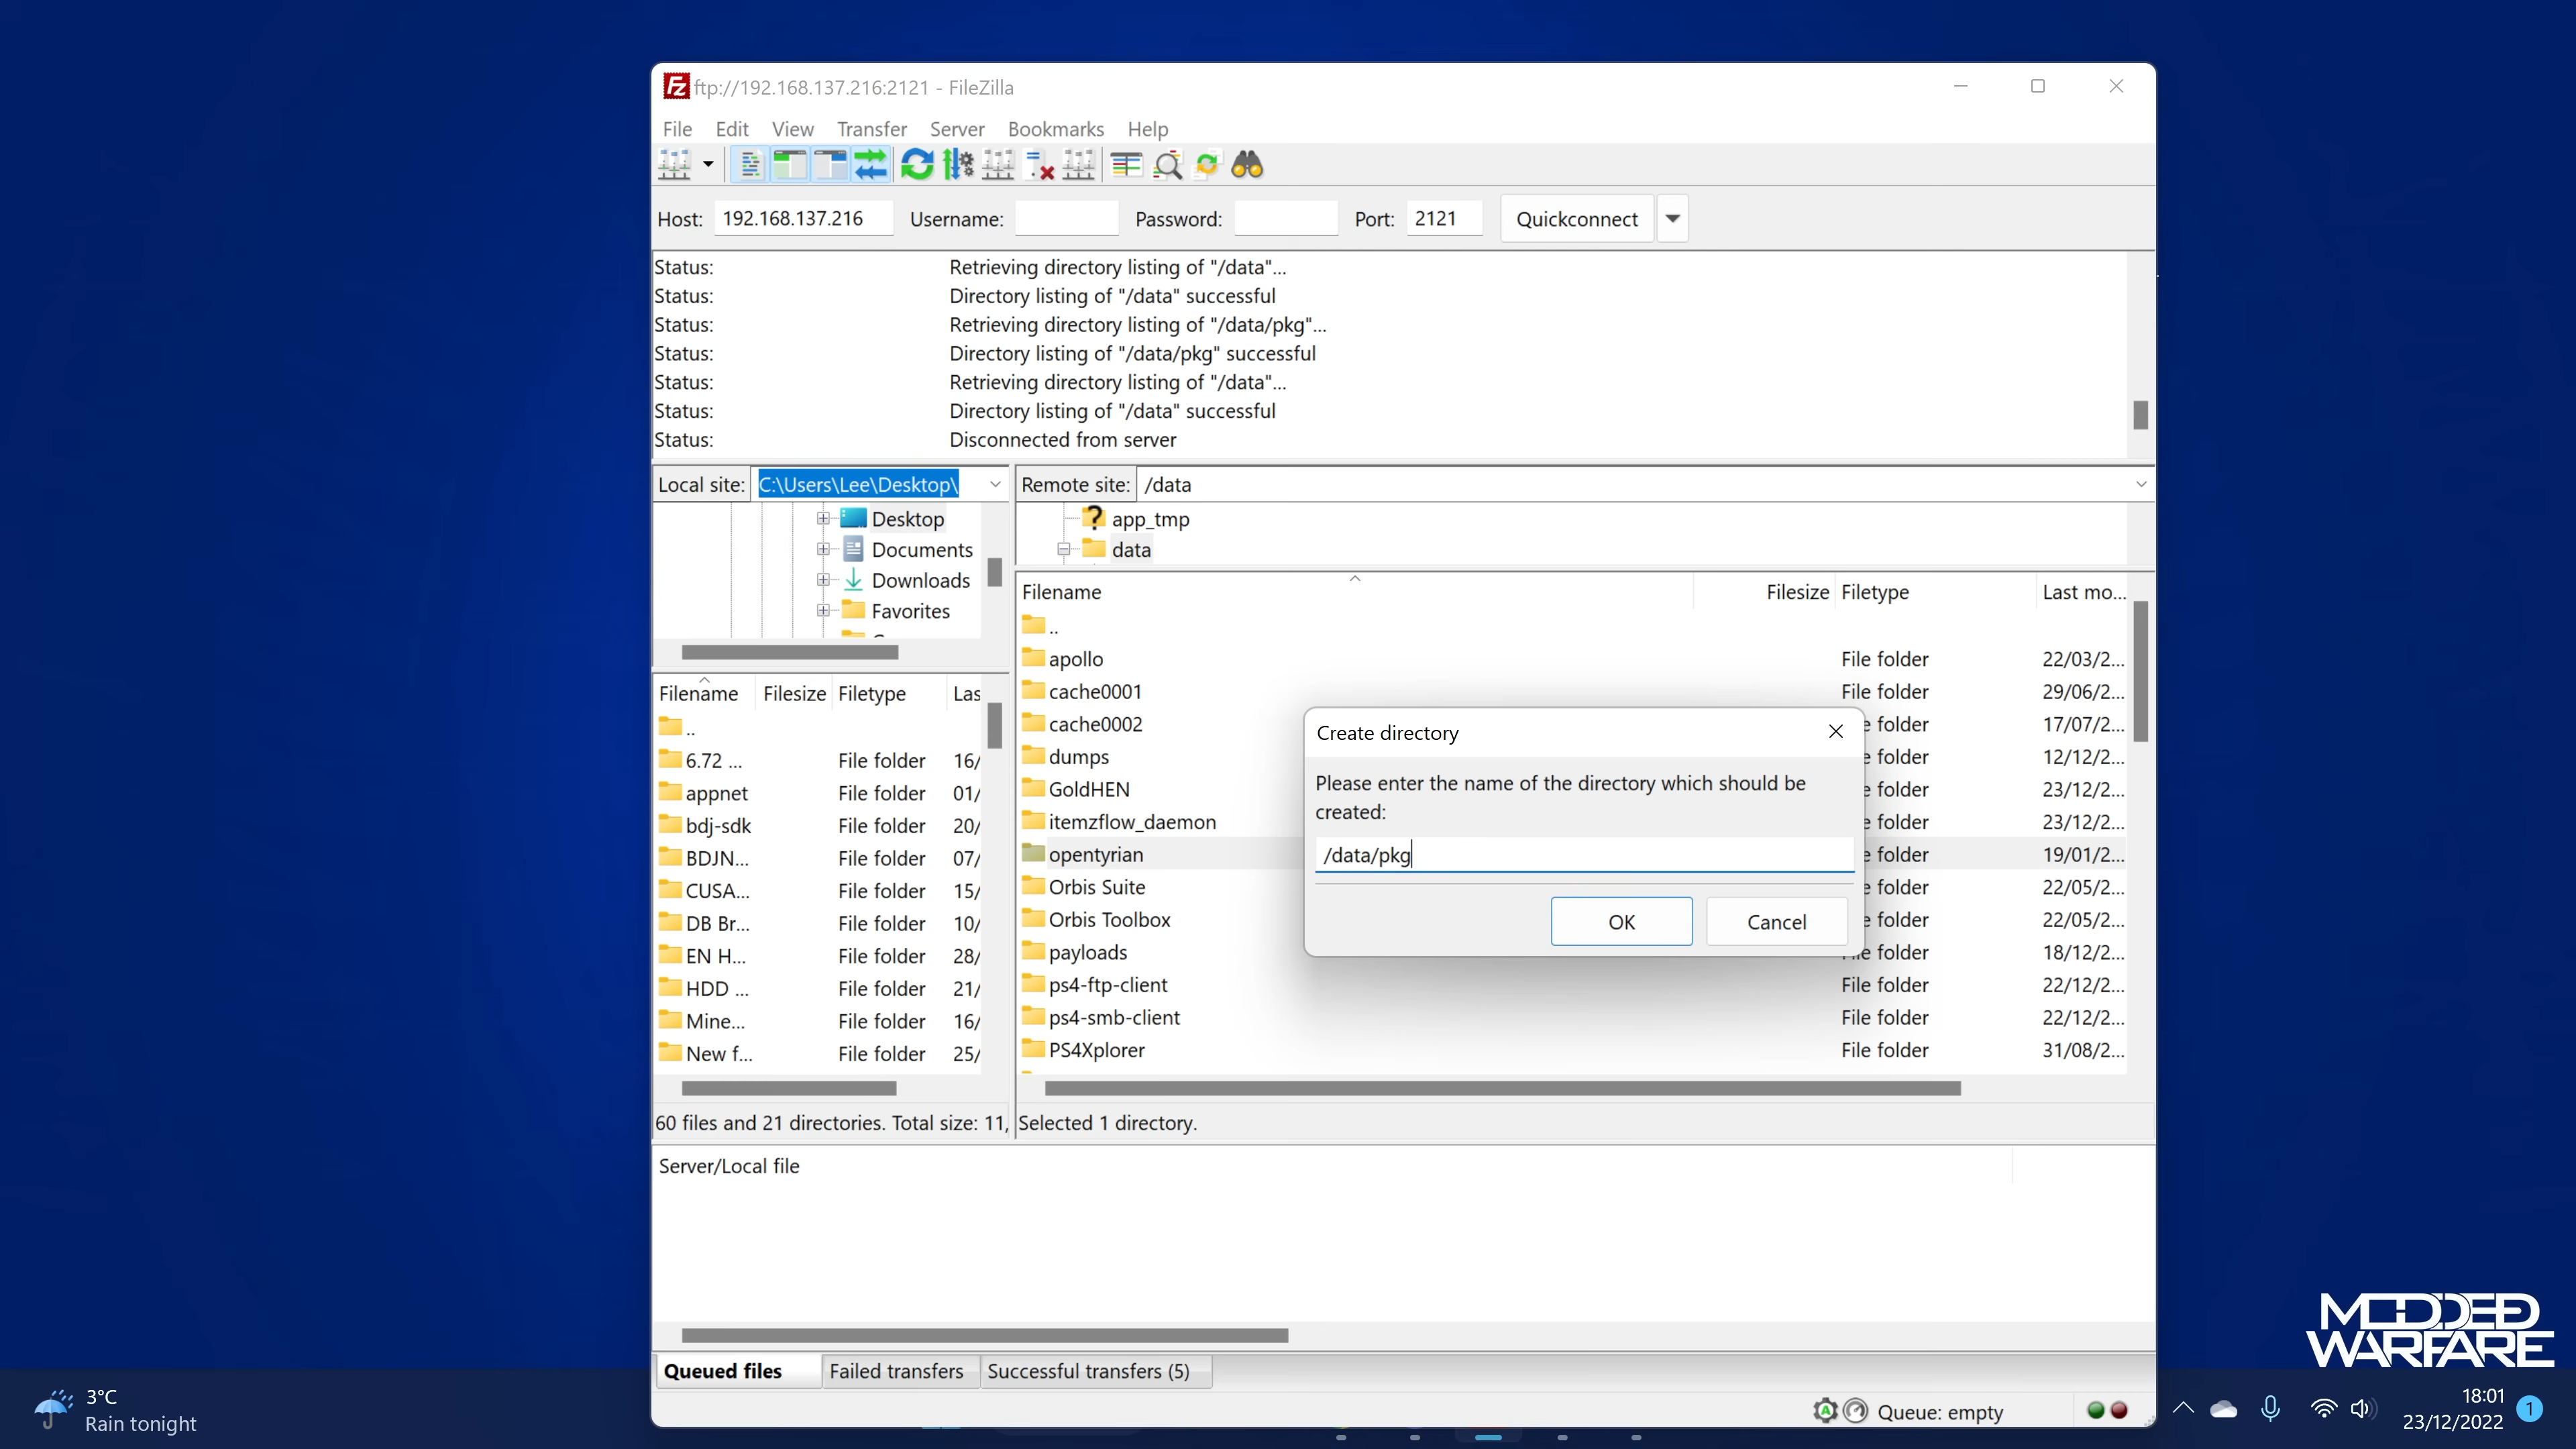 ftp://192.168.137.216:2121 - FileZilla
File Edit View Transfer Server Bookmarks Help
Host: 192.168.137.216 Username: Password: Port: 2121 Quickconnect
Status: Retrieving directory listing of "/data"...
Status: Directory listing of "/data" successful
Status: Retrieving directory listing of "/data/pkg"...
Status: Directory listing of "/data/pkg" successful
Status: Retrieving directory listing of "/data"...
Status: Directory listing of "/data" successful
Status: Disconnected from server
Local site: C:\Users\Lee\Desktop\
Desktop
Documents
Downloads
Favorites
Filename Filesize Filetype Las
..
6.72 ... File folder 16/
appnet File folder 01/
bdj-sdk File folder 20/
BDJN... File folder 07/
CUSA... File folder 15/
DB Br... File folder 10/
EN H... File folder 28/
HDD ... File folder 21/
Mine... File folder 16/
New f... File folder 25/
60 files and 21 directories. Total size: 11,
Remote site: /data
app_tmp
data
Filename Filesize Filetype Last mo...
..
apollo File folder 22/03/2...
cache0001 File folder 29/06/2...
cache0002 e folder 17/07/2...
dumps e folder 12/12/2...
GoldHEN e folder 23/12/2...
itemzflow_daemon e folder 23/12/2...
opentyrian e folder 19/01/2...
Orbis Suite e folder 22/05/2...
Orbis Toolbox e folder 22/05/2...
payloads File folder 18/12/2...
ps4-ftp-client File folder 22/12/2...
ps4-smb-client File folder 22/12/2...
PS4Xplorer File folder 31/08/2...
Selected 1 directory.
Create directory
Please enter the name of the directory which should be
created:
/data/pkg
OK Cancel
Server/Local file
Queued files Failed transfers Successful transfers (5)
Queue: empty
MODDED
WARFARE
3°C
Rain tonight
18:01
23/12/2022
1